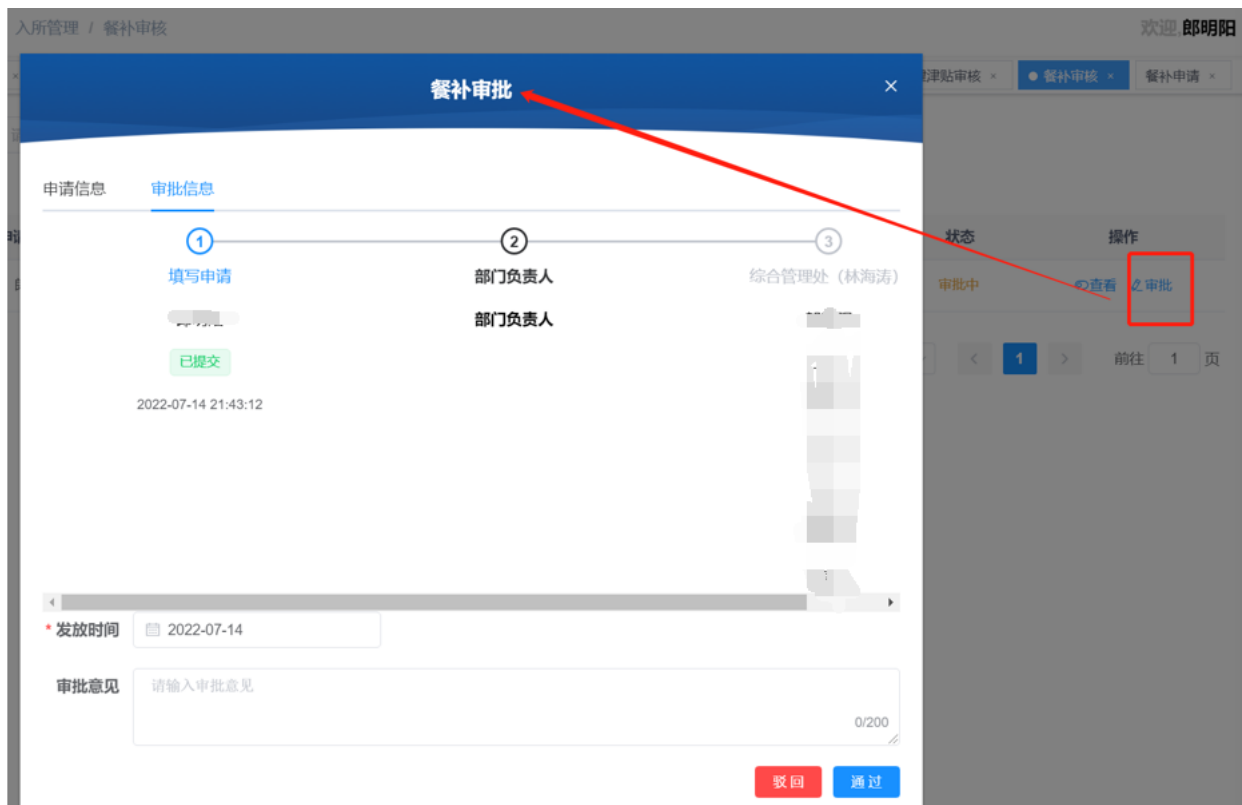 入所管理 / 餐补审核
欢迎,郎明阳
津贴审核 ×
餐补审核 ×
餐补申请 ×
餐补审批
申请信息
审批信息
状态
操作
1
2
3
填写申请
部门负责人
综合管理处（林海涛）
审批中
查看
审批
部门负责人
已提交
1
前往 1 页
2022-07-14 21:43:12
* 发放时间
2022-07-14
审批意见
请输入审批意见
0/200
驳回
通过